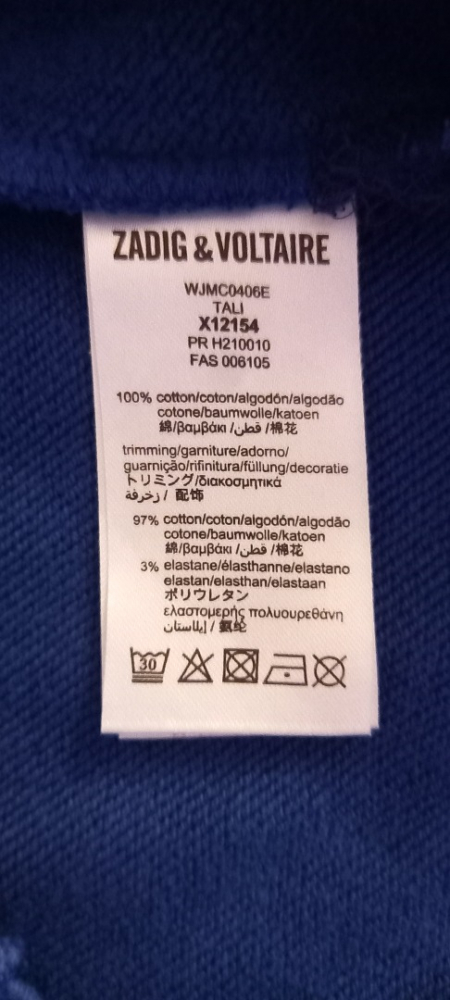 ZADIG & VOLTAIRE
WJMC0406E
TALI
X12154
PR H210010
FAS 006105
100% cotton/coton/algodón/algodão
cotone/baumwolle/katoen
綿/βαμβάκι /قطن /棉花
trimming/garniture/adorno/
guarnição/rifinitura/füllung/decoratie
トリミング/διακοσμητικά
زخرفة / 配饰
97% cotton/coton/algodón/algodão
cotone/baumwolle/katoen
綿/βαμβάκι /قطن /棉花
3% elastane/élasthanne/elastano
elastan/elasthan/elastaan
ポリウレタン
ελαστομερής πολυουρεθάνη
إيلاستان / 氨纶
30